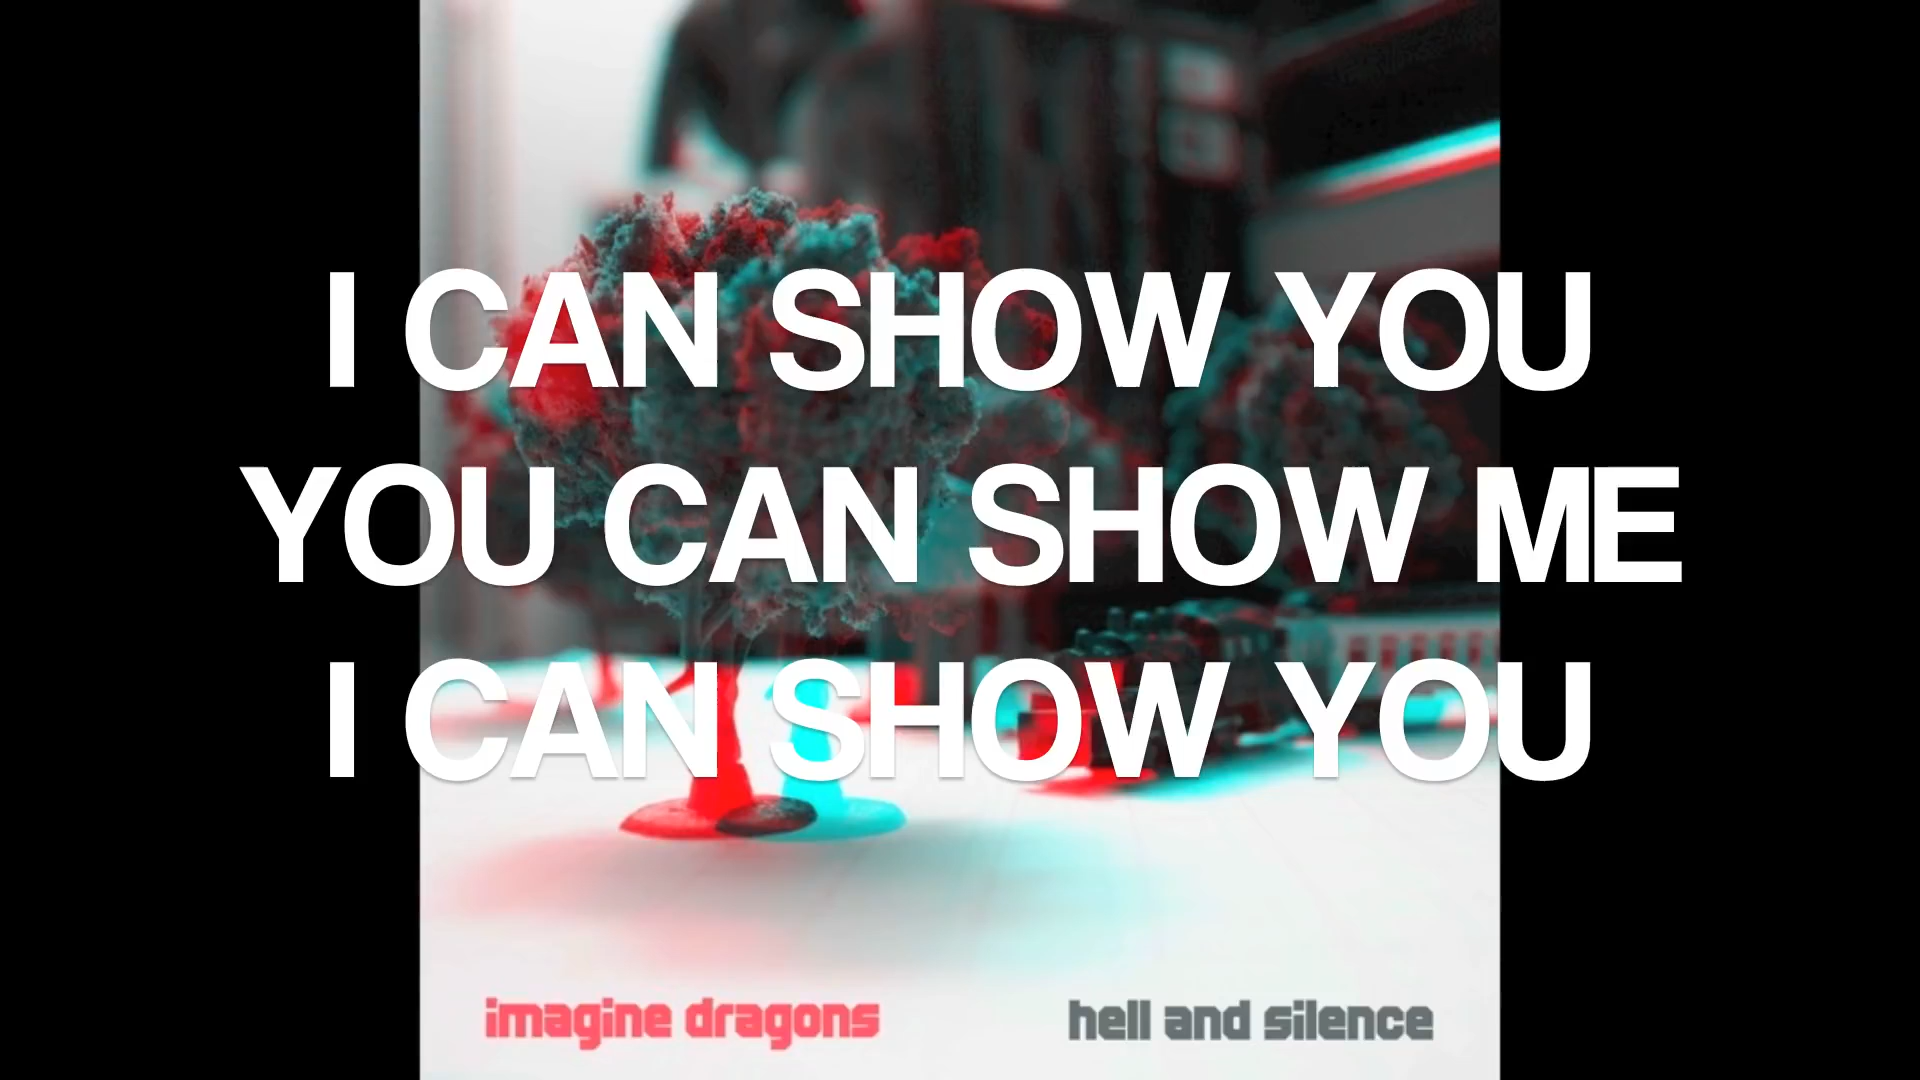 I CAN SHOW YOU
YOU CAN SHOW ME
I CAN SHOW YOU
imagine dragons
hell and silence